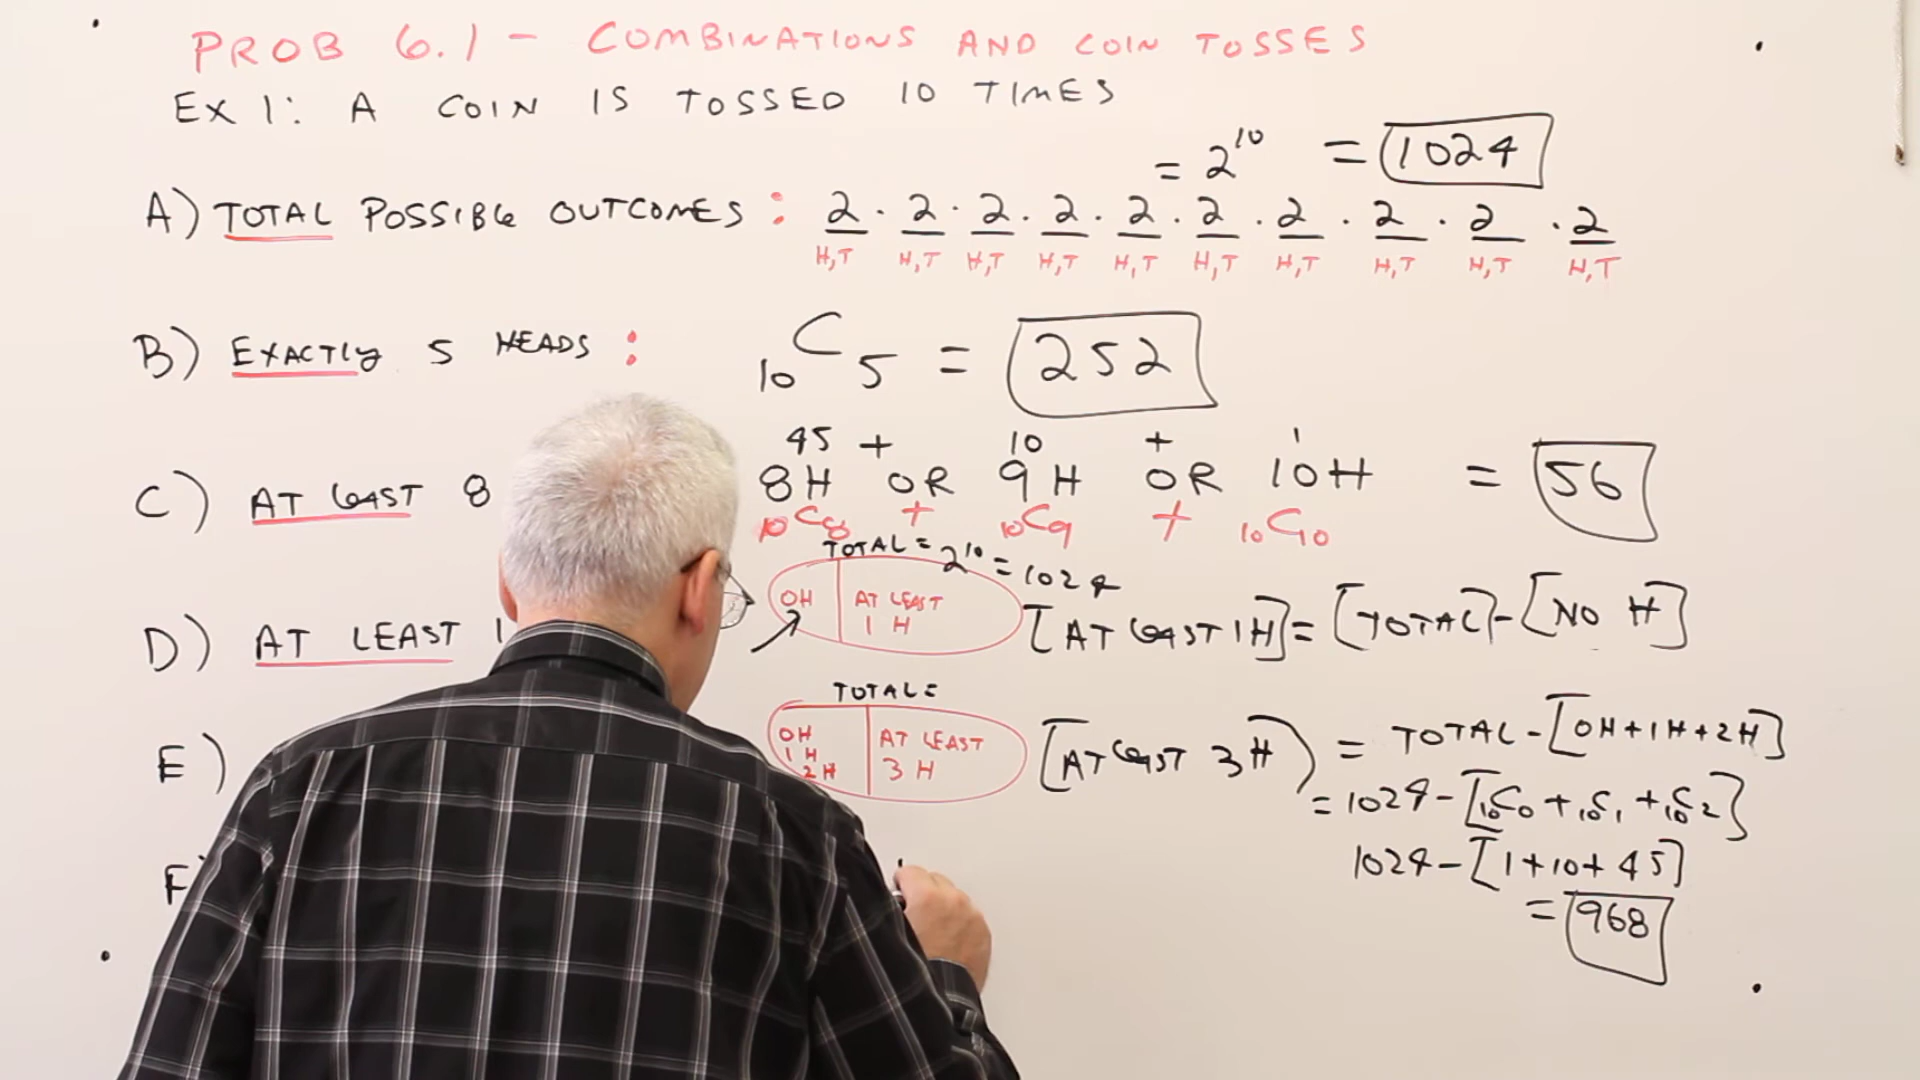 PROB 6.1 - COMBINATIONS AND COIN TOSSES
EX 1: A COIN IS TOSSED 10 TIMES
= 2^10 = 1024
A) TOTAL POSSIBLE OUTCOMES : 2 · 2 · 2 · 2 · 2 · 2 · 2 · 2 · 2 · 2
H,T H,T H,T H,T H,T H,T H,T H,T H,T H,T
B) EXACTLY 5 HEADS : 10C5 = 252
45 + 10 + 1
C) AT LEAST 8 8H OR 9H OR 10H = 56
10C8 + 10C9 + 10C10
TOTAL = 2^10 = 1024
D) AT LEAST 1 0H AT LEAST 1 H [AT LEAST 1H] = [TOTAL] - [NO H]
TOTAL =
E) 0H 1H 2H AT LEAST 3 H [AT LEAST 3H] = TOTAL - [0H + 1H + 2H]
= 1024 - [10C0 + 10C1 + 10C2]
1024 - [1 + 10 + 45]
F)
= 968